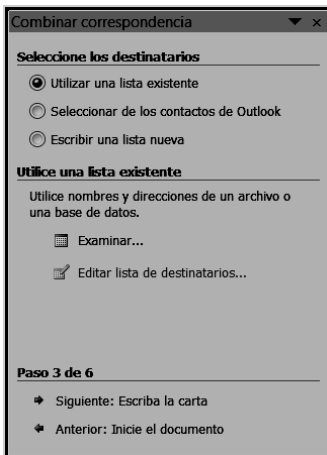 Combinar correspondencia
Seleccione los destinatarios
Utilizar una lista existente
Seleccionar de los contactos de Outlook
Escribir una lista nueva
Utilice una lista existente
Utilice nombres y direcciones de un archivo o
una base de datos.
Examinar...
Editar lista de destinatarios...
Paso 3 de 6
Siguiente: Escriba la carta
Anterior: Inicie el documento